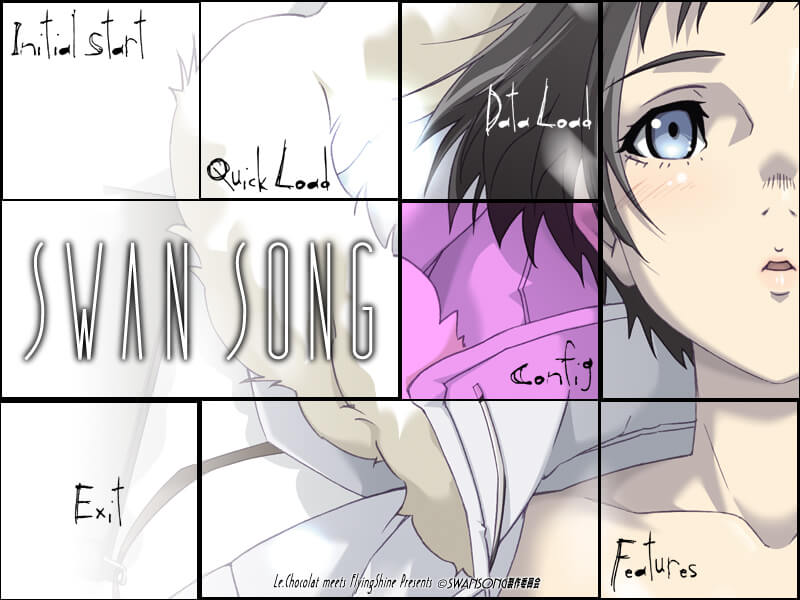 Initial start
Quick Load
Data Load
SWAN SONG
Config
Exit
Features
Le.Chocolat meets FlyingShine Presents ©SWANSONG製作委員会